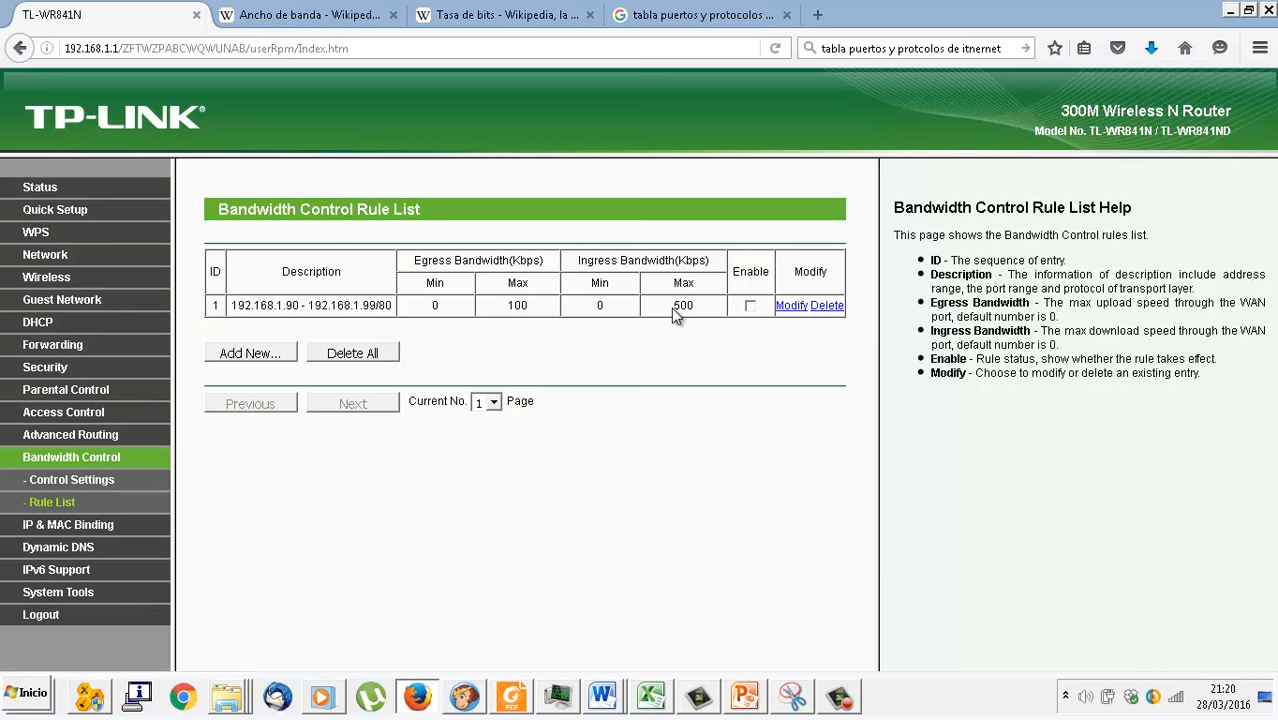 TL-WR841N
Ancho de banda - Wikiped...
Tasa de bits - Wikipedia, la ...
tabla puertos y protocolos ...
192.168.1.1/ZFTWZPABCWQWUNAB/userRpm/Index.htm
tabla puertos y protcolos de itnernet
TP-LINK®
300M Wireless N Router
Model No. TL-WR841N / TL-WR841ND
Status
Quick Setup
WPS
Network
Wireless
Guest Network
DHCP
Forwarding
Security
Parental Control
Access Control
Advanced Routing
Bandwidth Control
- Control Settings
- Rule List
IP & MAC Binding
Dynamic DNS
IPv6 Support
System Tools
Logout
Bandwidth Control Rule List
ID Description Egress Bandwidth(Kbps) Ingress Bandwidth(Kbps) Enable Modify
Min Max Min Max
1 192.168.1.90 - 192.168.1.99/80 0 100 0 500 Modify Delete
Add New... Delete All
Previous Next Current No. 1 Page
Bandwidth Control Rule List Help
This page shows the Bandwidth Control rules list.
ID - The sequence of entry.
Description - The information of description include address
range, the port range and protocol of transport layer.
Egress Bandwidth - The max upload speed through the WAN
port, default number is 0.
Ingress Bandwidth - The max download speed through the WAN
port, default number is 0.
Enable - Rule status, show whether the rule takes effect.
Modify - Choose to modify or delete an existing entry.
Inicio
PDF
21:20
28/03/2016